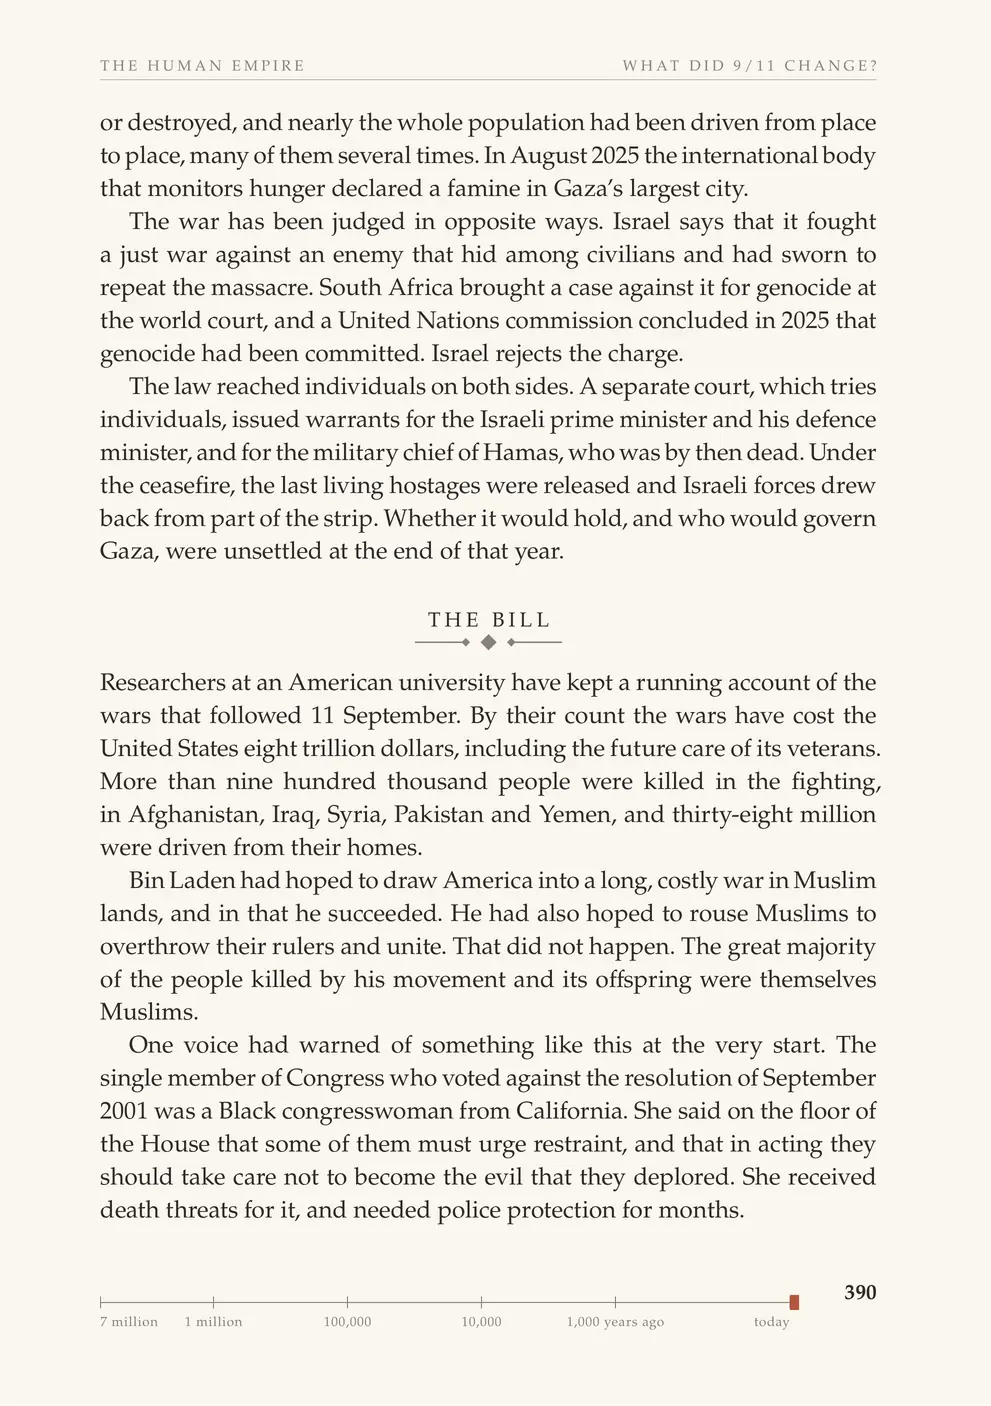 THE HUMAN EMPIRE
WHAT DID 9/11 CHANGE?
or destroyed, and nearly the whole population had been driven from place
to place, many of them several times. In August 2025 the international body
that monitors hunger declared a famine in Gaza’s largest city.
The war has been judged in opposite ways. Israel says that it fought
a just war against an enemy that hid among civilians and had sworn to
repeat the massacre. South Africa brought a case against it for genocide at
the world court, and a United Nations commission concluded in 2025 that
genocide had been committed. Israel rejects the charge.
The law reached individuals on both sides. A separate court, which tries
individuals, issued warrants for the Israeli prime minister and his defence
minister, and for the military chief of Hamas, who was by then dead. Under
the ceasefire, the last living hostages were released and Israeli forces drew
back from part of the strip. Whether it would hold, and who would govern
Gaza, were unsettled at the end of that year.
THE BILL
Researchers at an American university have kept a running account of the
wars that followed 11 September. By their count the wars have cost the
United States eight trillion dollars, including the future care of its veterans.
More than nine hundred thousand people were killed in the fighting,
in Afghanistan, Iraq, Syria, Pakistan and Yemen, and thirty-eight million
were driven from their homes.
Bin Laden had hoped to draw America into a long, costly war in Muslim
lands, and in that he succeeded. He had also hoped to rouse Muslims to
overthrow their rulers and unite. That did not happen. The great majority
of the people killed by his movement and its offspring were themselves
Muslims.
One voice had warned of something like this at the very start. The
single member of Congress who voted against the resolution of September
2001 was a Black congresswoman from California. She said on the floor of
the House that some of them must urge restraint, and that in acting they
should take care not to become the evil that they deplored. She received
death threats for it, and needed police protection for months.
390
7 million
1 million
100,000
10,000
1,000 years ago
today